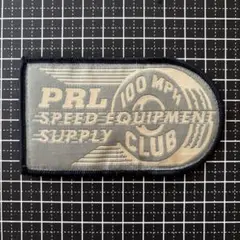 PRL
SPEED EQUIPMENT
SUPPLY
100 MPH
CLUB